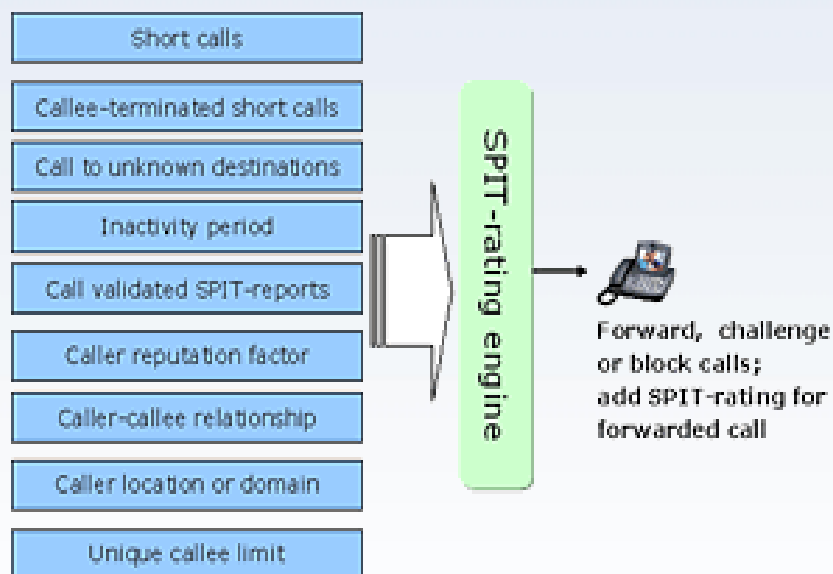 Short calls
Callee-terminated short calls
Call to unknown destinations
Inactivity period
Call validated SPIT-reports
Caller reputation factor
Caller-callee relationship
Caller location or domain
Unique callee limit
SPIT-rating engine
Forward, challenge
or block calls;
add SPIT-rating for
forwarded call